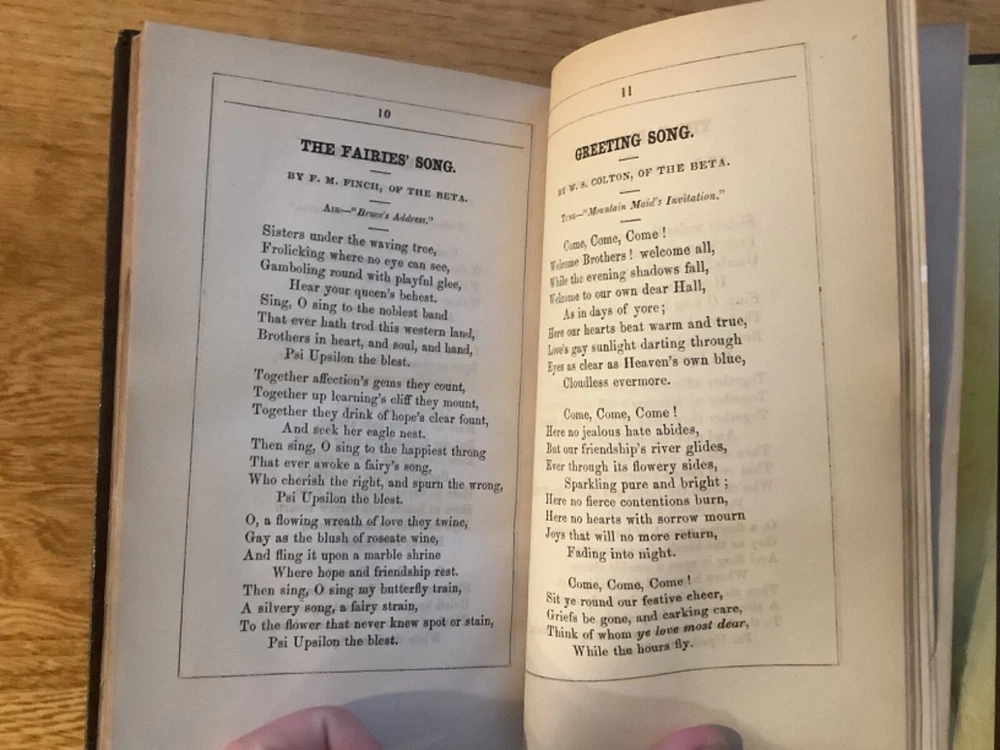 10
THE FAIRIES' SONG.
BY F. M. FINCH, OF THE BETA.
AIR—"Bruce's Address."
Sisters under the waving tree,
Frolicking where no eye can see,
Gamboling round with playful glee,
Hear your queen's behest.
Sing, O sing to the noblest band
That ever hath trod this western land,
Brothers in heart, and soul, and hand,
Psi Upsilon the blest.
Together affection's gems they count,
Together up learning's cliff they mount,
Together they drink of hope's clear fount,
And seek her eagle nest.
Then sing, O sing to the happiest throng
That ever awoke a fairy's song,
Who cherish the right, and spurn the wrong,
Psi Upsilon the blest.
O, a flowing wreath of love they twine,
Gay as the blush of roseate wine,
And fling it upon a marble shrine
Where hope and friendship rest.
Then sing, O sing my butterfly train,
A silvery song, a fairy strain,
To the flower that never knew spot or stain,
Psi Upsilon the blest.
11
GREETING SONG.
BY W. S. COLTON, OF THE BETA.
TUNE—"Mountain Maid's Invitation."
Come, Come, Come!
Welcome Brothers! welcome all,
While the evening shadows fall,
Welcome to our own dear Hall,
As in days of yore;
Here our hearts beat warm and true,
Love's gay sunlight darting through
Eyes as clear as Heaven's own blue,
Cloudless evermore.
Come, Come, Come!
Here no jealous hate abides,
But our friendship's river glides,
Ever through its flowery sides,
Sparkling pure and bright;
Here no fierce contentions burn,
Here no hearts with sorrow mourn
Joys that will no more return,
Fading into night.
Come, Come, Come!
Sit ye round our festive cheer,
Griefs be gone, and carking care,
Think of whom ye love most dear,
While the hours fly.